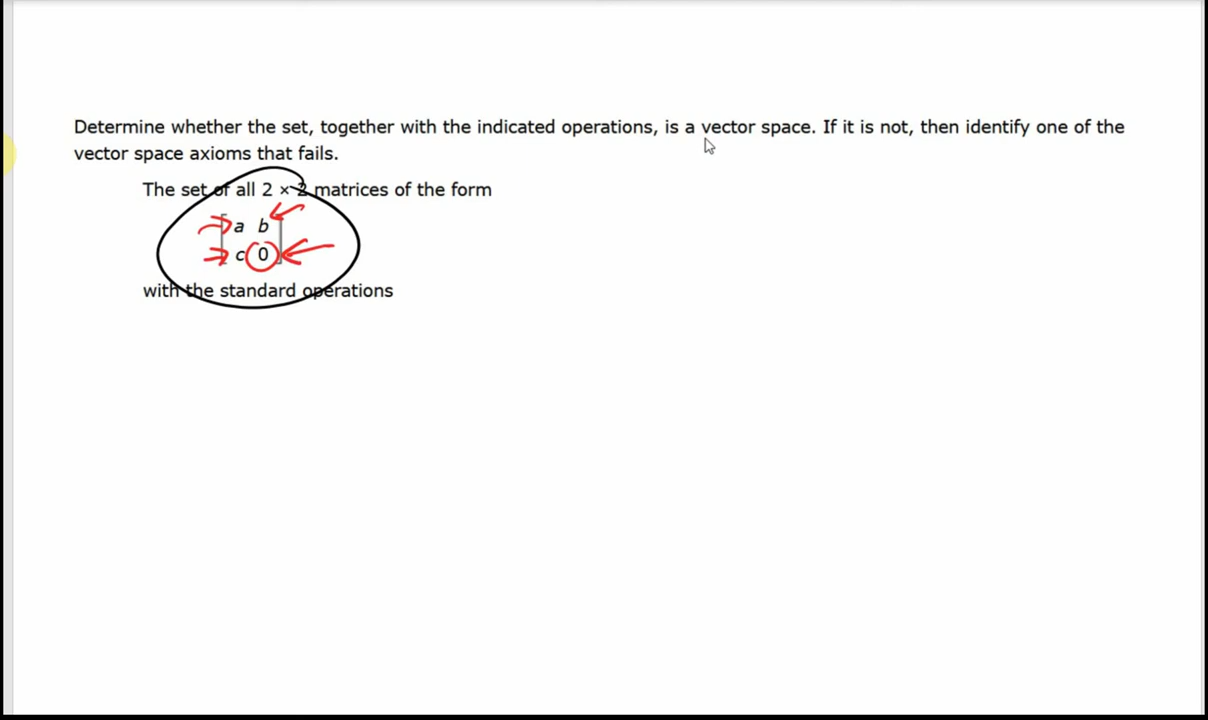 Determine whether the set, together with the indicated operations, is a vector space. If it is not, then identify one of the
vector space axioms that fails.
The set of all 2 × 2 matrices of the form
a b
c 0
with the standard operations